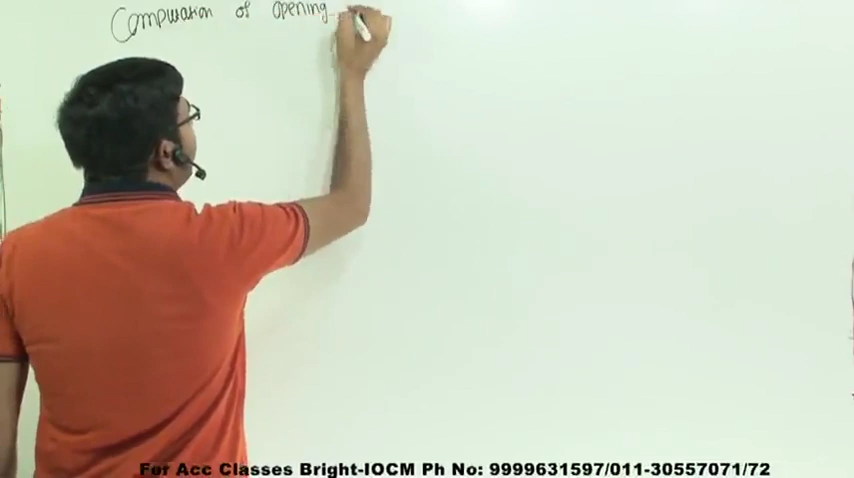 Computation of opening
For Acc Classes Bright-IOCM Ph No: 9999631597/011-30557071/72